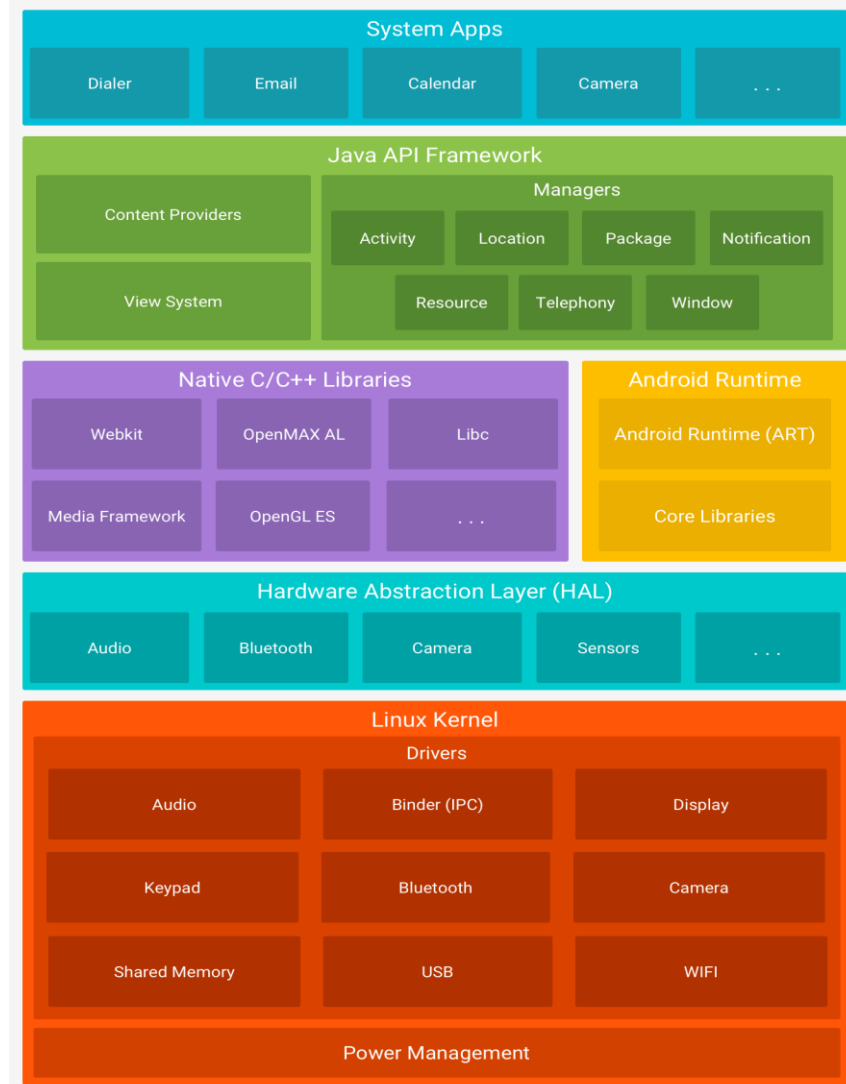 System Apps
Dialer
Email
Calendar
Camera
. . .
Java API Framework
Content Providers
View System
Managers
Activity
Location
Package
Notification
Resource
Telephony
Window
Native C/C++ Libraries
Webkit
OpenMAX AL
Libc
Media Framework
OpenGL ES
. . .
Android Runtime
Android Runtime (ART)
Core Libraries
Hardware Abstraction Layer (HAL)
Audio
Bluetooth
Camera
Sensors
. . .
Linux Kernel
Drivers
Audio
Binder (IPC)
Display
Keypad
Bluetooth
Camera
Shared Memory
USB
WIFI
Power Management